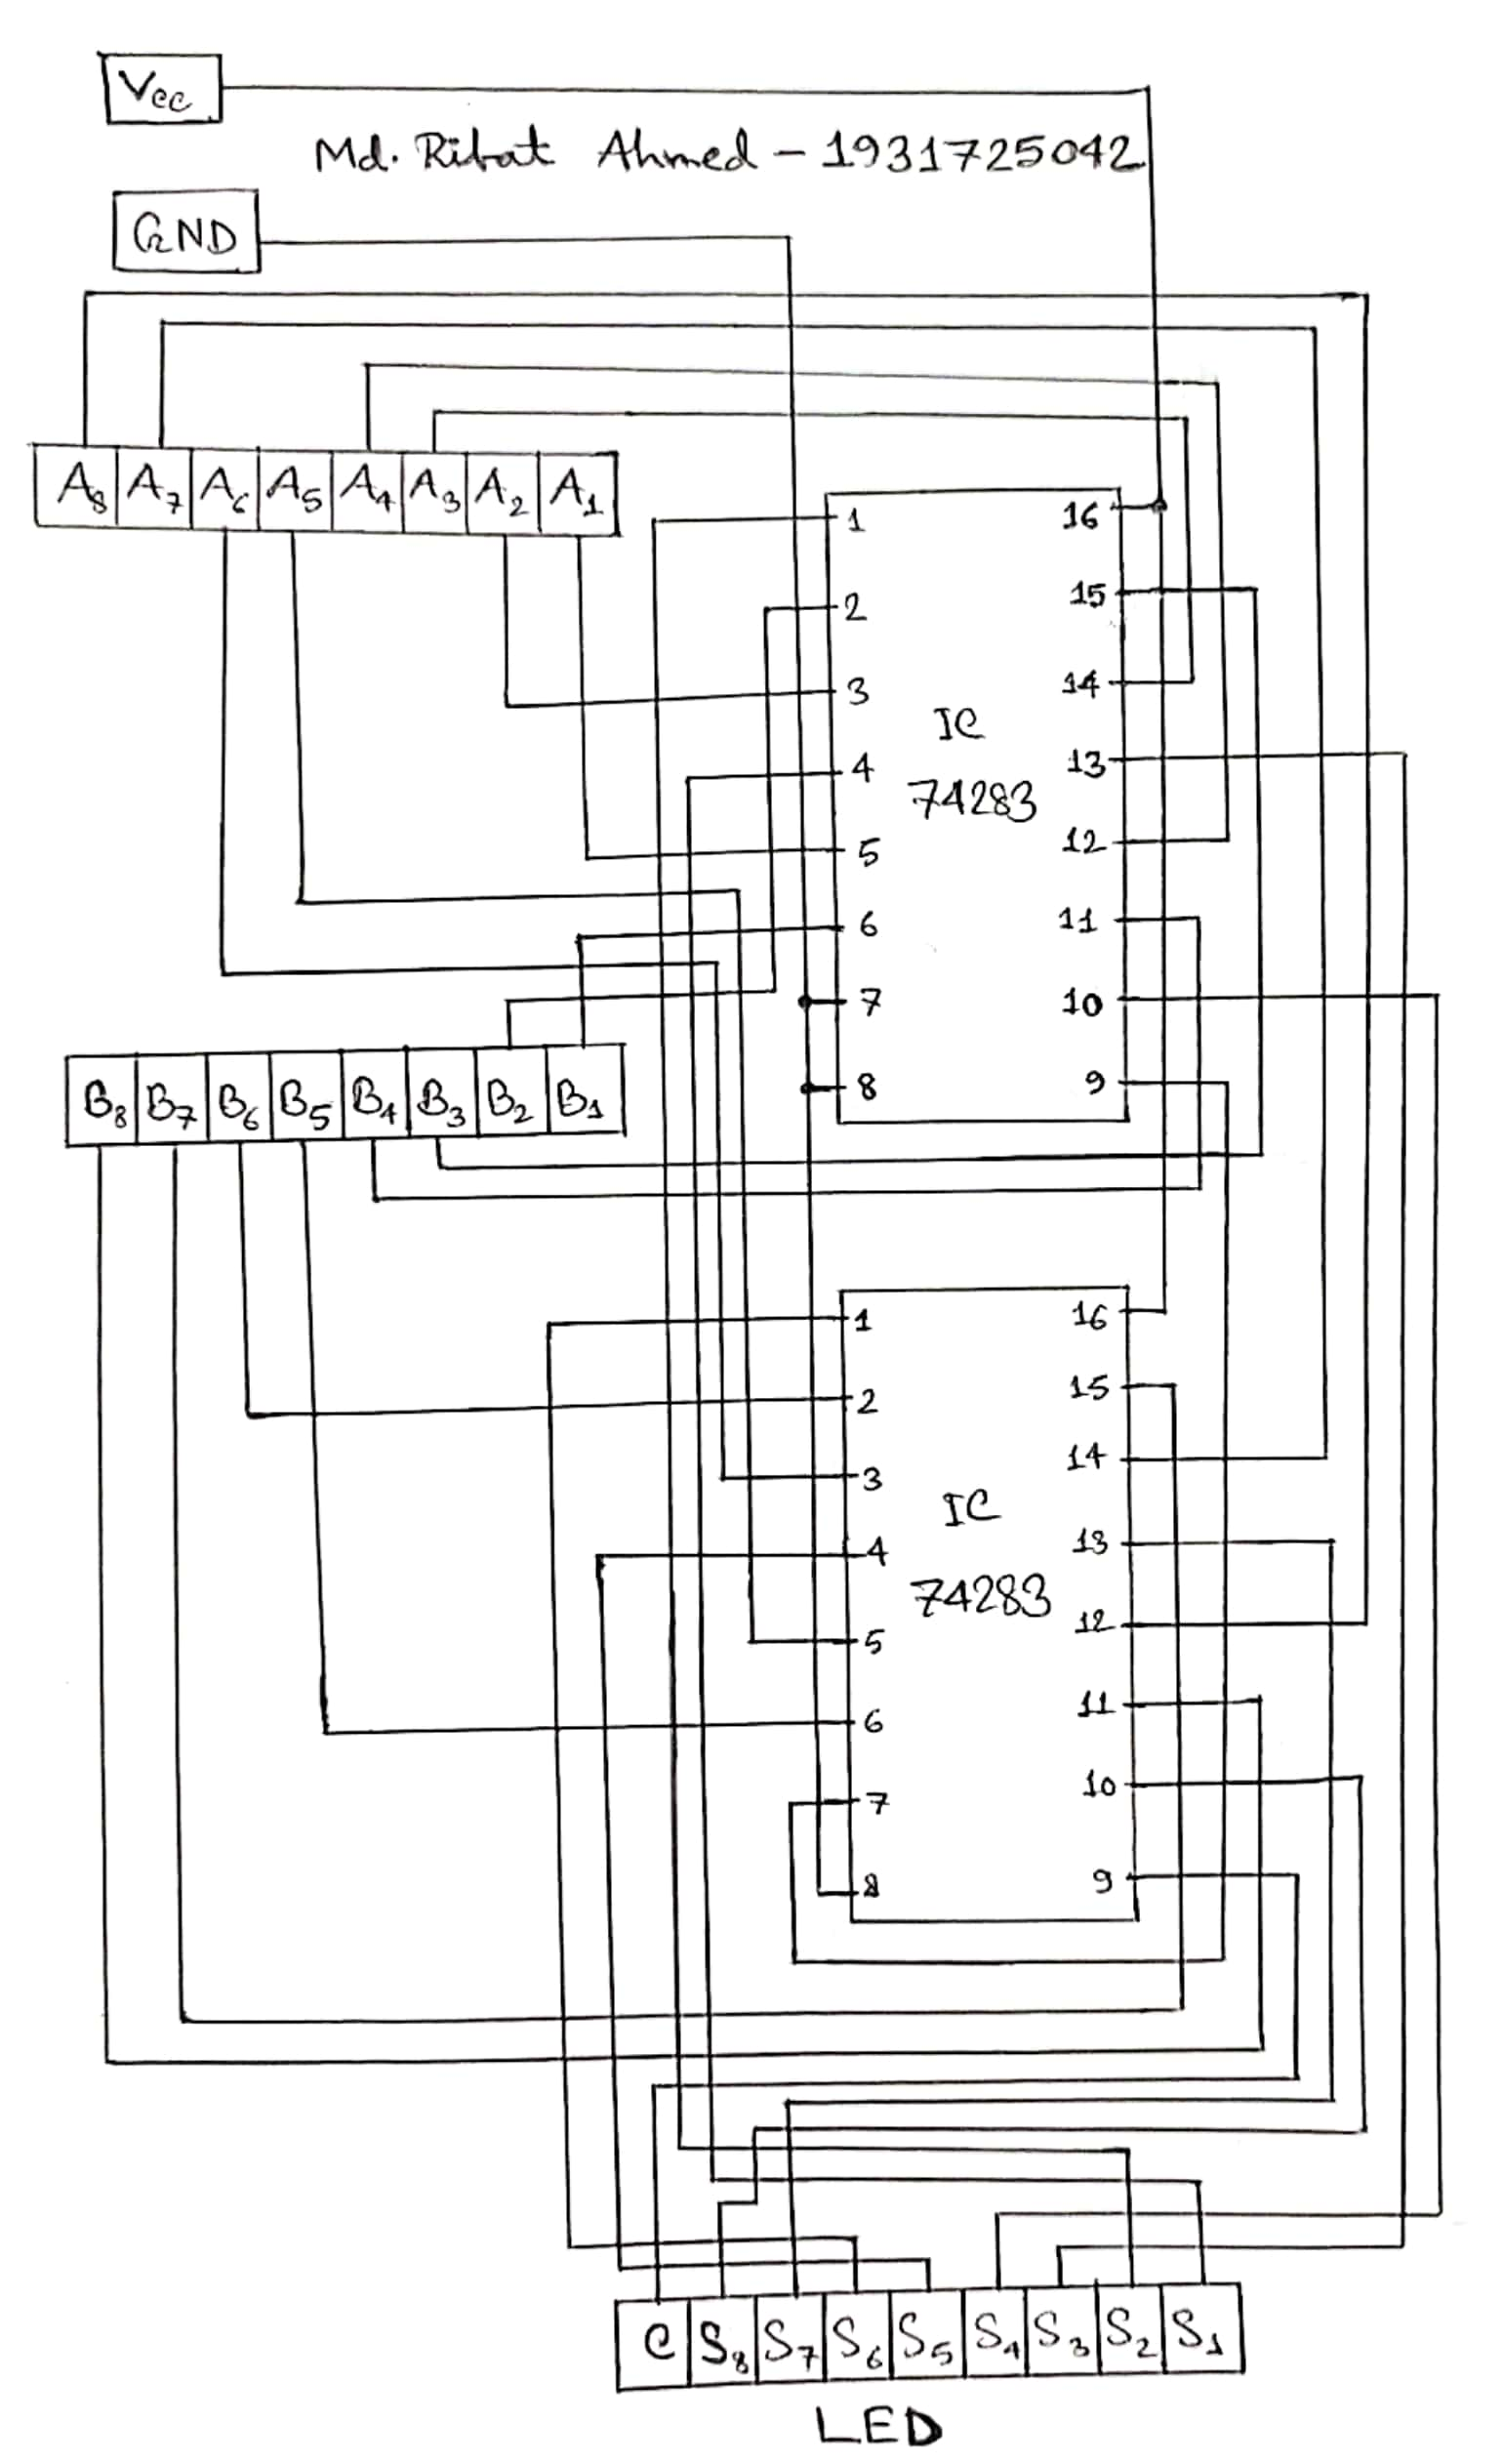 Vcc
Md. Rifat Ahmed - 1931725042
GND
A8 A7 A6 A5 A4 A3 A2 A1
1 16
2 15
3 14
IC
4 13
74283
5 12
6 11
7 10
8 9
B8 B7 B6 B5 B4 B3 B2 B1
1 16
2 15
3 14
IC
4 13
74283
5 12
6 11
7 10
8 9
C S8 S7 S6 S5 S4 S3 S2 S1
LED